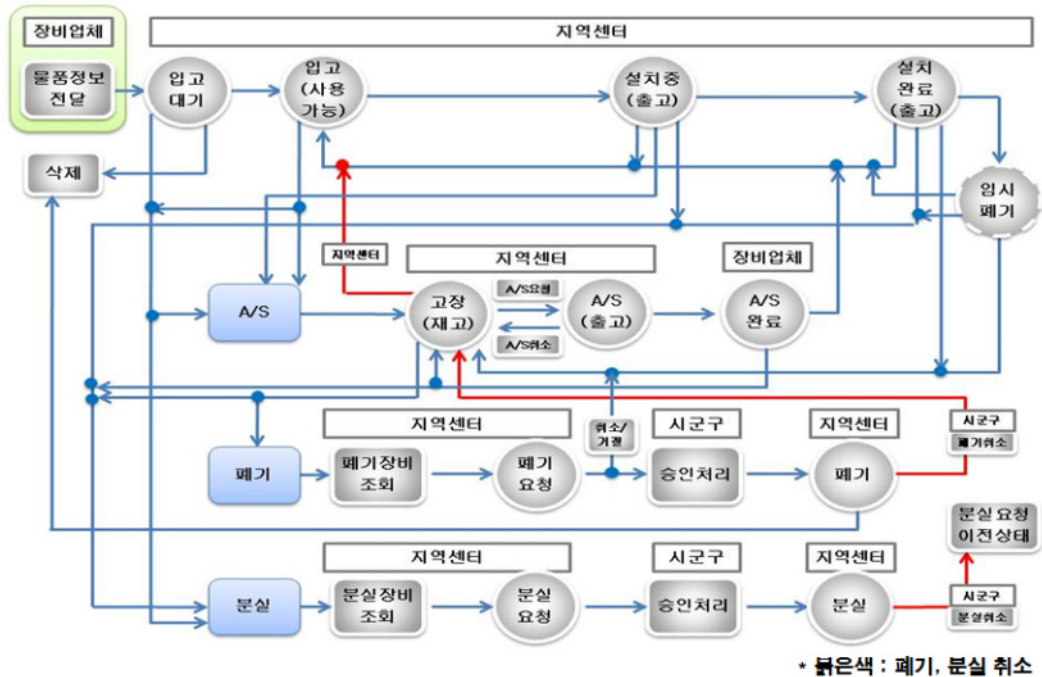 장비업체
지역센터
물품정보
전달
입고
대기
입고
(사용
가능)
설치중
(출고)
설치
완료
(출고)
삭제
임시
폐기
지역센터
지역센터
장비업체
A/S
고장
(재고)
A/S요청
A/S취소
A/S
(출고)
A/S
완료
지역센터
취소/
거절
시군구
지역센터
시군구
폐기취소
폐기
폐기장비
조회
폐기
요청
승인처리
폐기
분실요청
이전상태
지역센터
시군구
지역센터
분실
분실장비
조회
분실
요청
승인처리
분실
시군구
분실취소
* 붉은색 : 폐기, 분실 취소